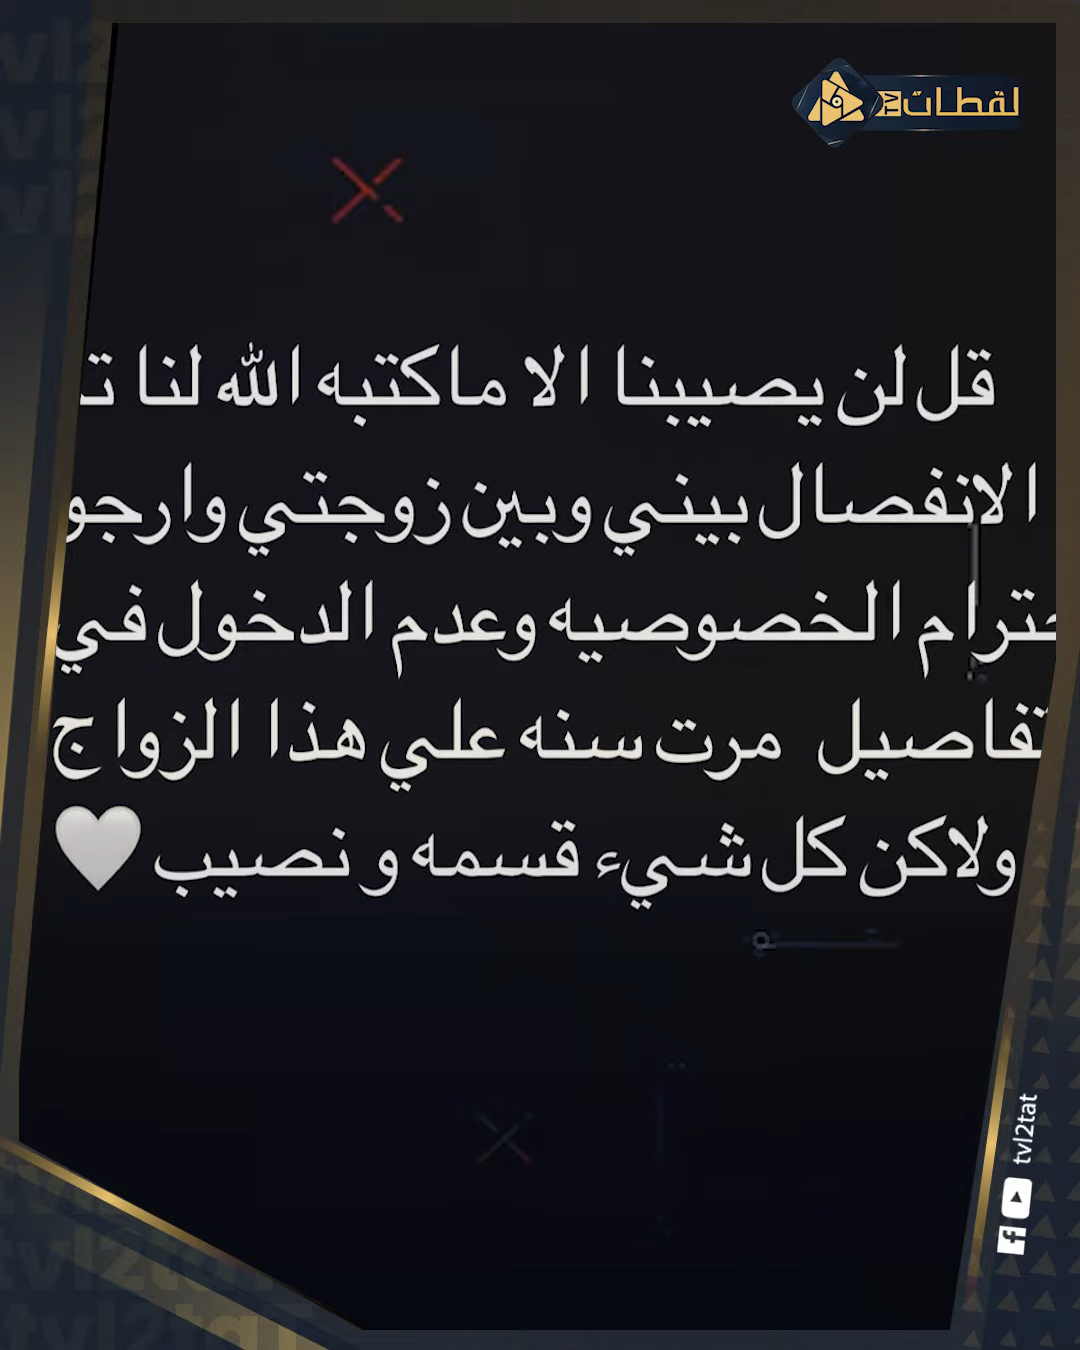 لقطات TV
قل لن يصيبنا الا ماكتبه الله لنا
الانفصال بيني وبين زوجتي وارجو
الخصوصيه وعدم الدخول في
مرت سنه علي هذا الزواج
ولاكن كل شيء قسمه و نصيب 🤍
tvl2tat